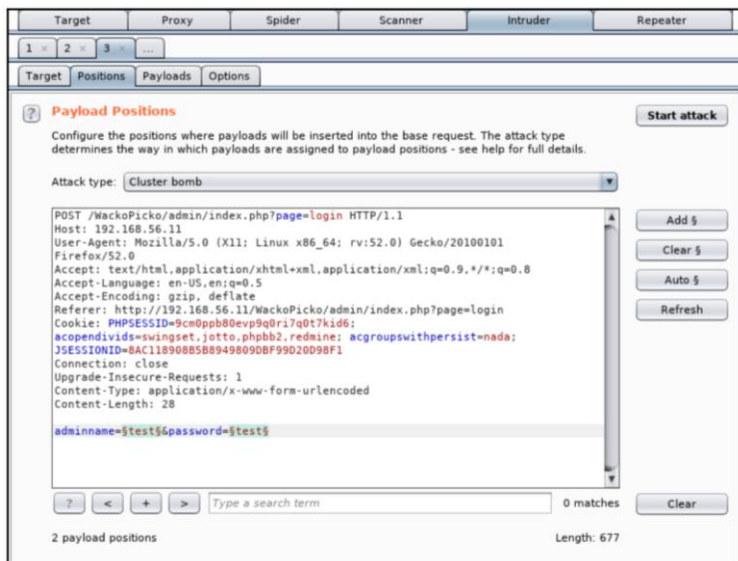 Target Proxy Spider Scanner Intruder Repeater
1 × 2 × 3 × ...
Target Positions Payloads Options
? Payload Positions Start attack
Configure the positions where payloads will be inserted into the base request. The attack type
determines the way in which payloads are assigned to payload positions - see help for full details.
Attack type: Cluster bomb
POST /WackoPicko/admin/index.php?page=login HTTP/1.1
Host: 192.168.56.11
User-Agent: Mozilla/5.0 (X11; Linux x86_64; rv:52.0) Gecko/20100101
Firefox/52.0
Accept: text/html,application/xhtml+xml,application/xml;q=0.9,*/*;q=0.8
Accept-Language: en-US,en;q=0.5
Accept-Encoding: gzip, deflate
Referer: http://192.168.56.11/WackoPicko/admin/index.php?page=login
Cookie: PHPSESSID=9cm0ppb80evp9q0ri7q0t7kid6;
acopendivids=swingset,jotto,phpbb2,redmine; acgroupswithpersist=nada;
JSESSIONID=8AC118908B5B8949809DBF99D20D98F1
Connection: close
Upgrade-Insecure-Requests: 1
Content-Type: application/x-www-form-urlencoded
Content-Length: 28
adminname=§test§&password=§test§
Add §
Clear §
Auto §
Refresh
? < + > Type a search term 0 matches Clear
2 payload positions Length: 677